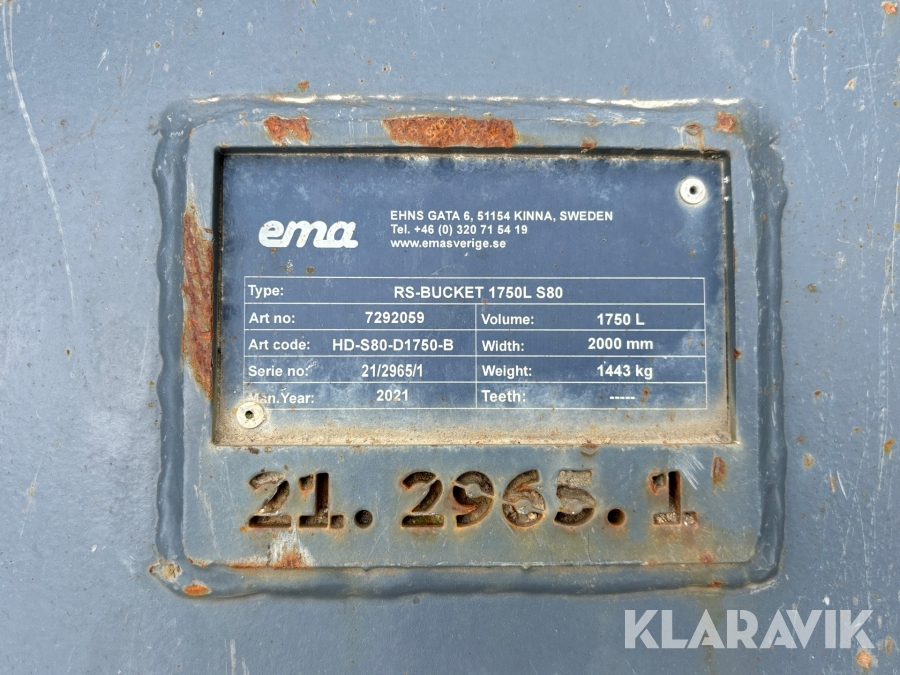 ema
EHNS GATA 6, 51154 KINNA, SWEDEN
Tel. +46 (0) 320 71 54 19
www.emasverige.se
Type: RS-BUCKET 1750L S80
Art no: 7292059 Volume: 1750 L
Art code: HD-S80-D1750-B Width: 2000 mm
Serie no: 21/2965/1 Weight: 1443 kg
Man.Year: 2021 Teeth: -----
21.2965.1
KLARAVIK